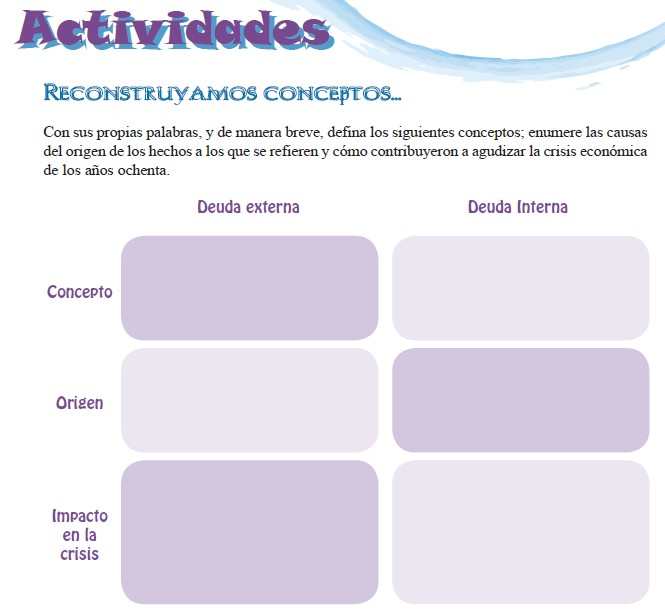 Actividades
Reconstruyamos conceptos...
Con sus propias palabras, y de manera breve, defina los siguientes conceptos; enumere las causas
del origen de los hechos a los que se refieren y cómo contribuyeron a agudizar la crisis económica
de los años ochenta.
Deuda externa Deuda Interna
Concepto
Origen
Impacto
en la
crisis